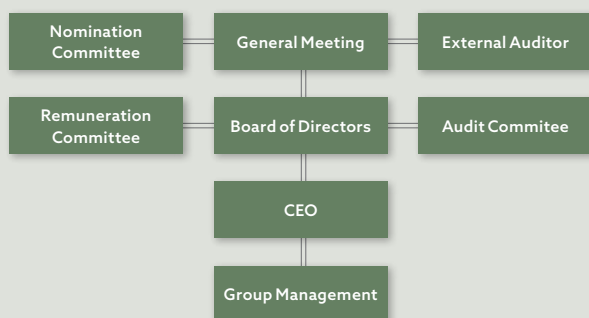 Nomination
Committee
General Meeting
External Auditor
Remuneration
Committee
Board of Directors
Audit Commitee
CEO
Group Management